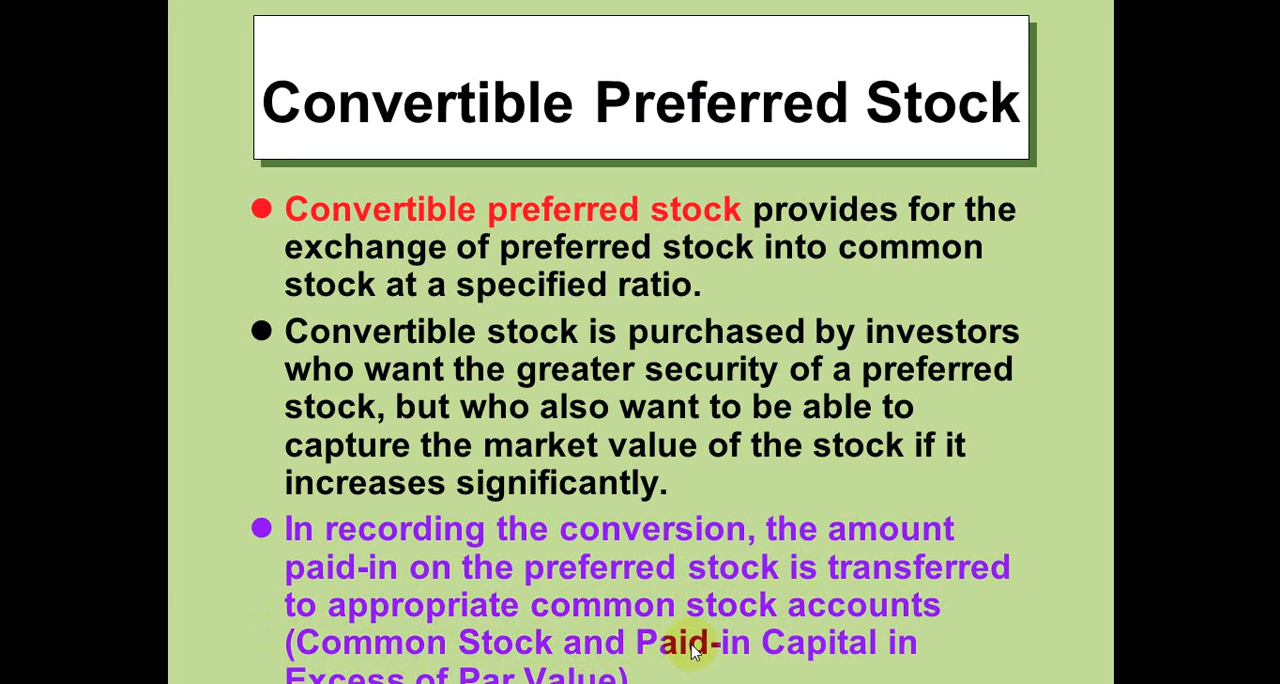 Convertible Preferred Stock
Convertible preferred stock provides for the
exchange of preferred stock into common
stock at a specified ratio.
Convertible stock is purchased by investors
who want the greater security of a preferred
stock, but who also want to be able to
capture the market value of the stock if it
increases significantly.
In recording the conversion, the amount
paid-in on the preferred stock is transferred
to appropriate common stock accounts
(Common Stock and Paid-in Capital in
Excess of Par Value)